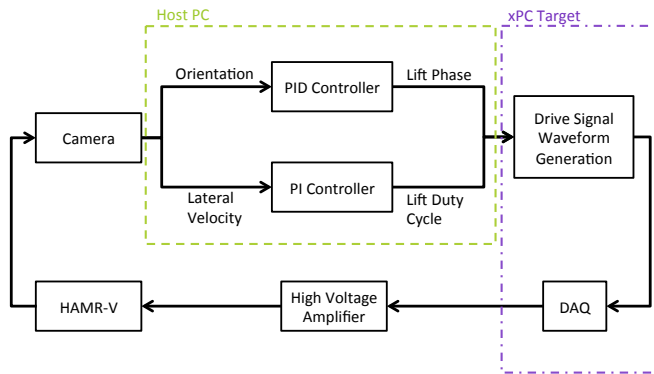 Host PC
xPC Target
Orientation
PID Controller
Lift Phase
Camera
Drive Signal
Waveform
Generation
PI Controller
Lateral
Velocity
Lift Duty
Cycle
HAMR-V
High Voltage
Amplifier
DAQ